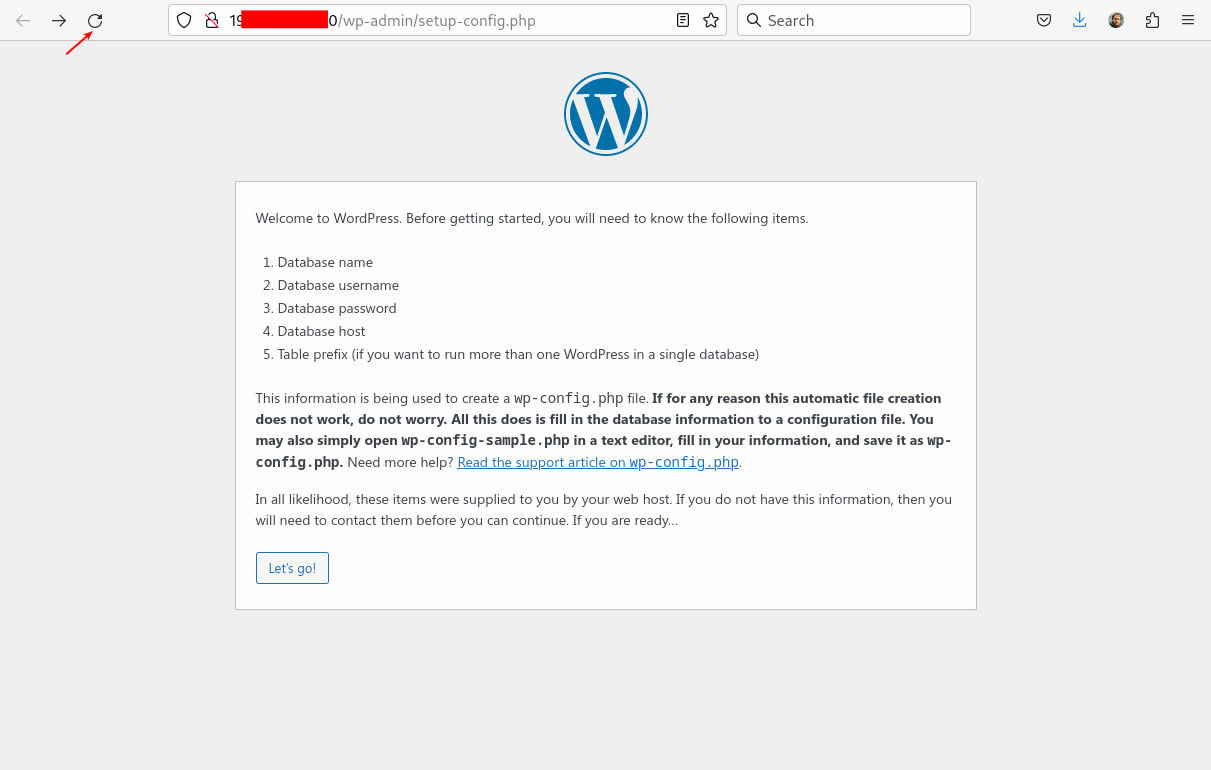 19 0/wp-admin/setup-config.php
Search
Welcome to WordPress. Before getting started, you will need to know the following items.
1. Database name
2. Database username
3. Database password
4. Database host
5. Table prefix (if you want to run more than one WordPress in a single database)
This information is being used to create a wp-config.php file. If for any reason this automatic file creation
does not work, do not worry. All this does is fill in the database information to a configuration file. You
may also simply open wp-config-sample.php in a text editor, fill in your information, and save it as wp-
config.php. Need more help? Read the support article on wp-config.php.
In all likelihood, these items were supplied to you by your web host. If you do not have this information, then you
will need to contact them before you can continue. If you are ready…
Let’s go!